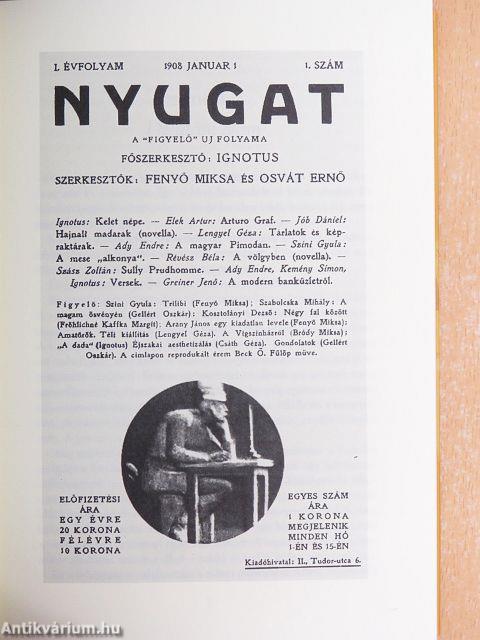 I. ÉVFOLYAM 1908 JANUAR 1 1. SZÁM
NYUGAT
A "FIGYELŐ" UJ FOLYAMA
FŐSZERKESZTŐ: IGNOTUS
SZERKESZTŐK: FENYŐ MIKSA ÉS OSVÁT ERNŐ
Ignotus: Kelet népe. — Elek Artur: Arturo Graf. — Jób Dániel:
Hajnali madarak (novella). — Lengyel Géza: Tárlatok és kép-
raktárak. — Ady Endre: A magyar Pimodan. — Szini Gyula:
A mese „alkonya". — Révész Béla: A völgyben (novella). —
Szász Zoltán: Sully Prudhomme. — Ady Endre, Kemény Simon,
Ignotus: Versek. — Greiner Jenő: A modern banküzletről.
Figyelő: Szini Gyula: Trilibi (Fenyő Miksa); Szabolcska Mihály: A
magam ösvényén (Gellért Oszkár); Kosztolányi Dezső: Négy fal között
(Fröhlichné Kaffka Margit); Arany János egy kiadatlan levele (Fenyő Miksa);
Amatőrök. Téli kiállítás (Lengyel Géza); A Vigszinházról (Bródy Miksa);
„A dada" (Ignotus) Éjszakai aesthetizálás (Csáth Géza). Gondolatok (Gellért
Oszkár). A cimlapon reprodukált érem Beck Ö. Fülöp müve.
ELŐFIZETÉSI
ÁRA
EGY ÉVRE
20 KORONA
FÉLÉVRE
10 KORONA
EGYES SZÁM
ÁRA
1 KORONA
MEGJELENIK
MINDEN HÓ
1-ÉN ÉS 15-ÉN
Kiadóhivatal: II., Tudor-utca 6.
Antikvárium.hu